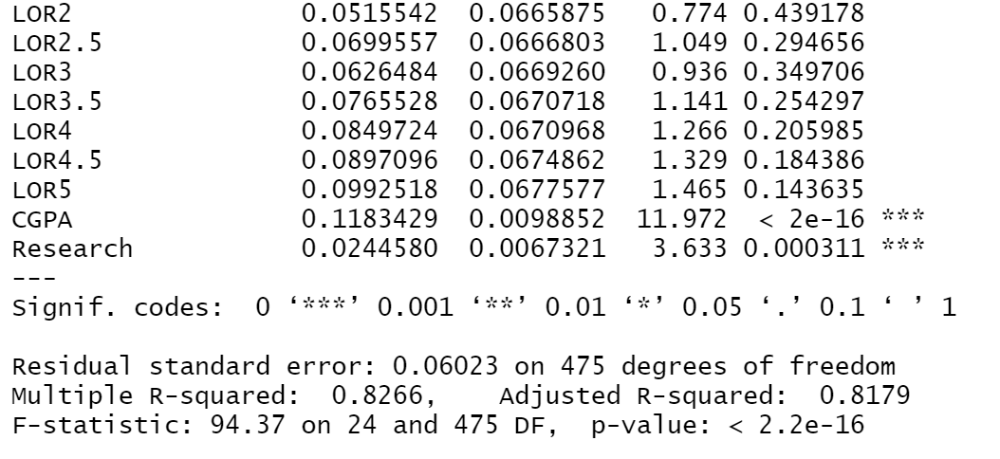 LOR2 0.0515542 0.0665875 0.774 0.439178
LOR2.5 0.0699557 0.0666803 1.049 0.294656
LOR3 0.0626484 0.0669260 0.936 0.349706
LOR3.5 0.0765528 0.0670718 1.141 0.254297
LOR4 0.0849724 0.0670968 1.266 0.205985
LOR4.5 0.0897096 0.0674862 1.329 0.184386
LOR5 0.0992518 0.0677577 1.465 0.143635
CGPA 0.1183429 0.0098852 11.972 < 2e-16 ***
Research 0.0244580 0.0067321 3.633 0.000311 ***
---
Signif. codes: 0 ‘***’ 0.001 ‘**’ 0.01 ‘*’ 0.05 ‘.’ 0.1 ‘ ’ 1
Residual standard error: 0.06023 on 475 degrees of freedom
Multiple R-squared: 0.8266, Adjusted R-squared: 0.8179
F-statistic: 94.37 on 24 and 475 DF, p-value: < 2.2e-16